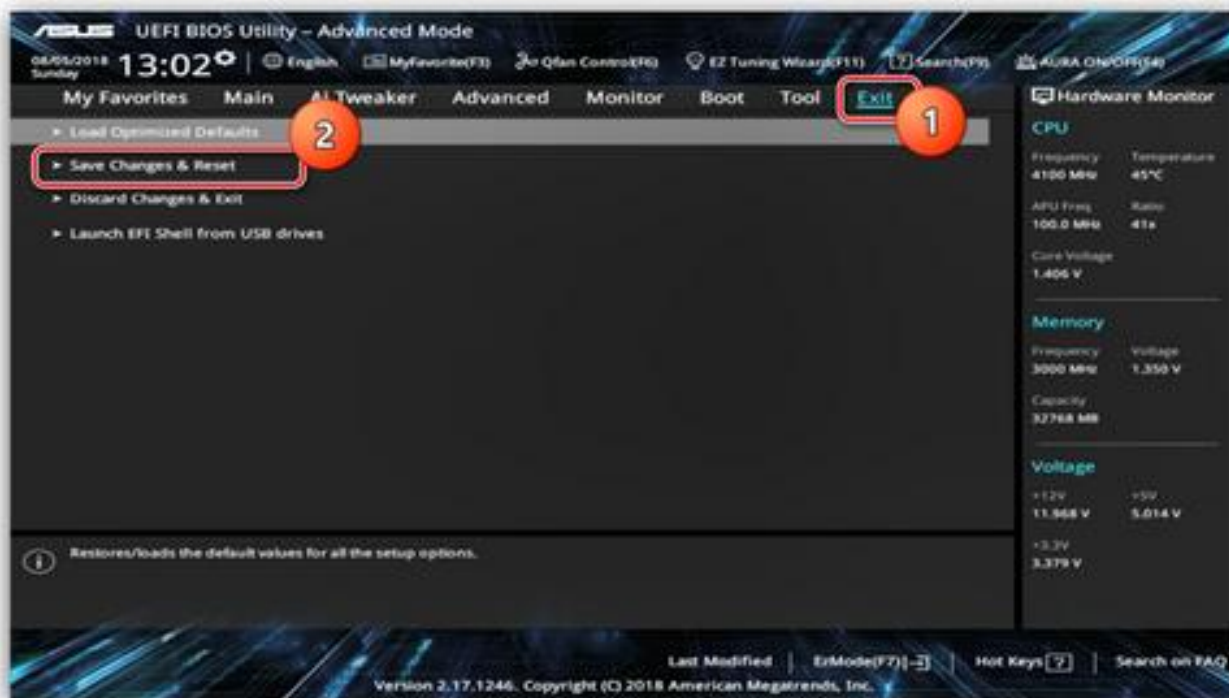 ASUS UEFI BIOS Utility – Advanced Mode
08/05/2018 Sunday 13:02 English MyFavorite(F3) Qfan Control(F6) EZ Tuning Wizard(F11) Search(F9) AURA ON/OFF(F4)
My Favorites Main Ai Tweaker Advanced Monitor Boot Tool Exit
1
Load Optimized Defaults
2
Save Changes & Reset
Discard Changes & Exit
Launch EFI Shell from USB drives
Hardware Monitor
CPU
Frequency Temperature
4100 MHz 45°C
APU Freq Ratio
100.0 MHz 41x
Core Voltage
1.406 V
Memory
Frequency Voltage
3000 MHz 1.350 V
Capacity
32768 MB
Voltage
+12V +5V
11.968 V 5.014 V
+3.3V
3.379 V
Restores/loads the default values for all the setup options.
Last Modified EzMode(F7) Hot Keys ? Search on FAQ
Version 2.17.1246. Copyright (C) 2018 American Megatrends, Inc.